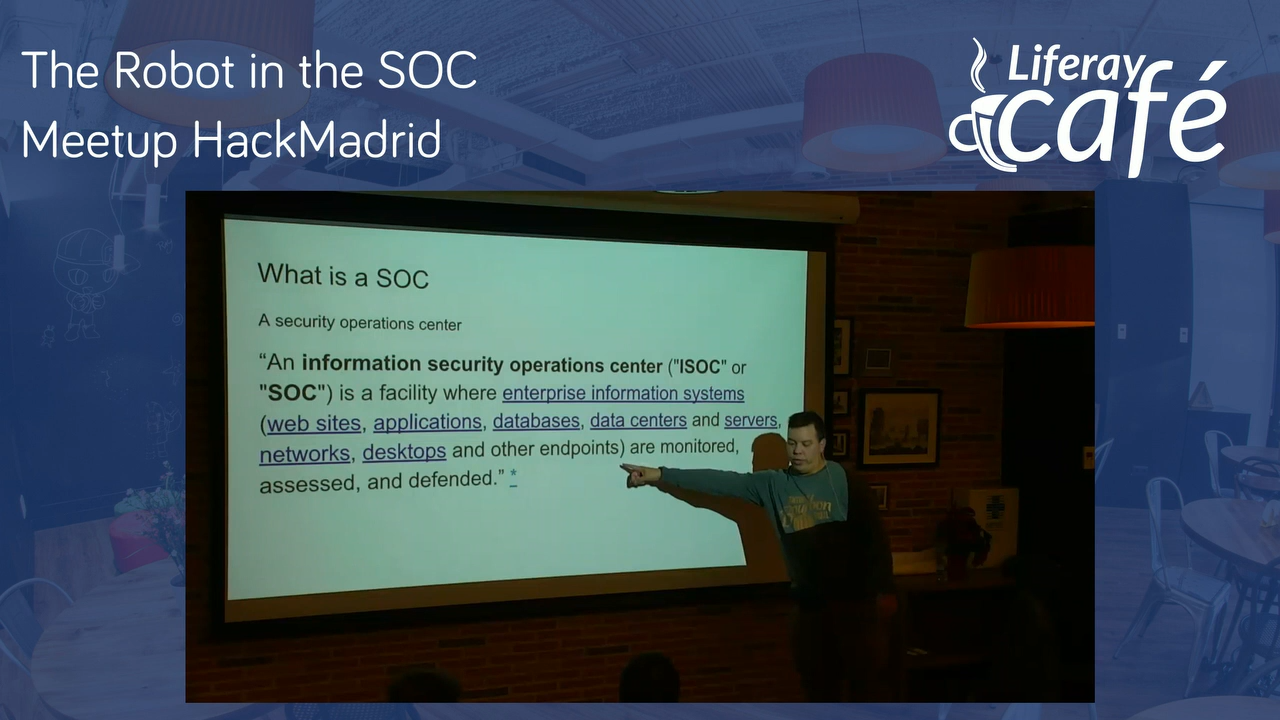 The Robot in the SOC
Meetup HackMadrid
Liferay
café
What is a SOC
A security operations center
“An information security operations center ("ISOC" or
"SOC") is a facility where enterprise information systems
(web sites, applications, databases, data centers and servers,
networks, desktops and other endpoints) are monitored,
assessed, and defended.” *